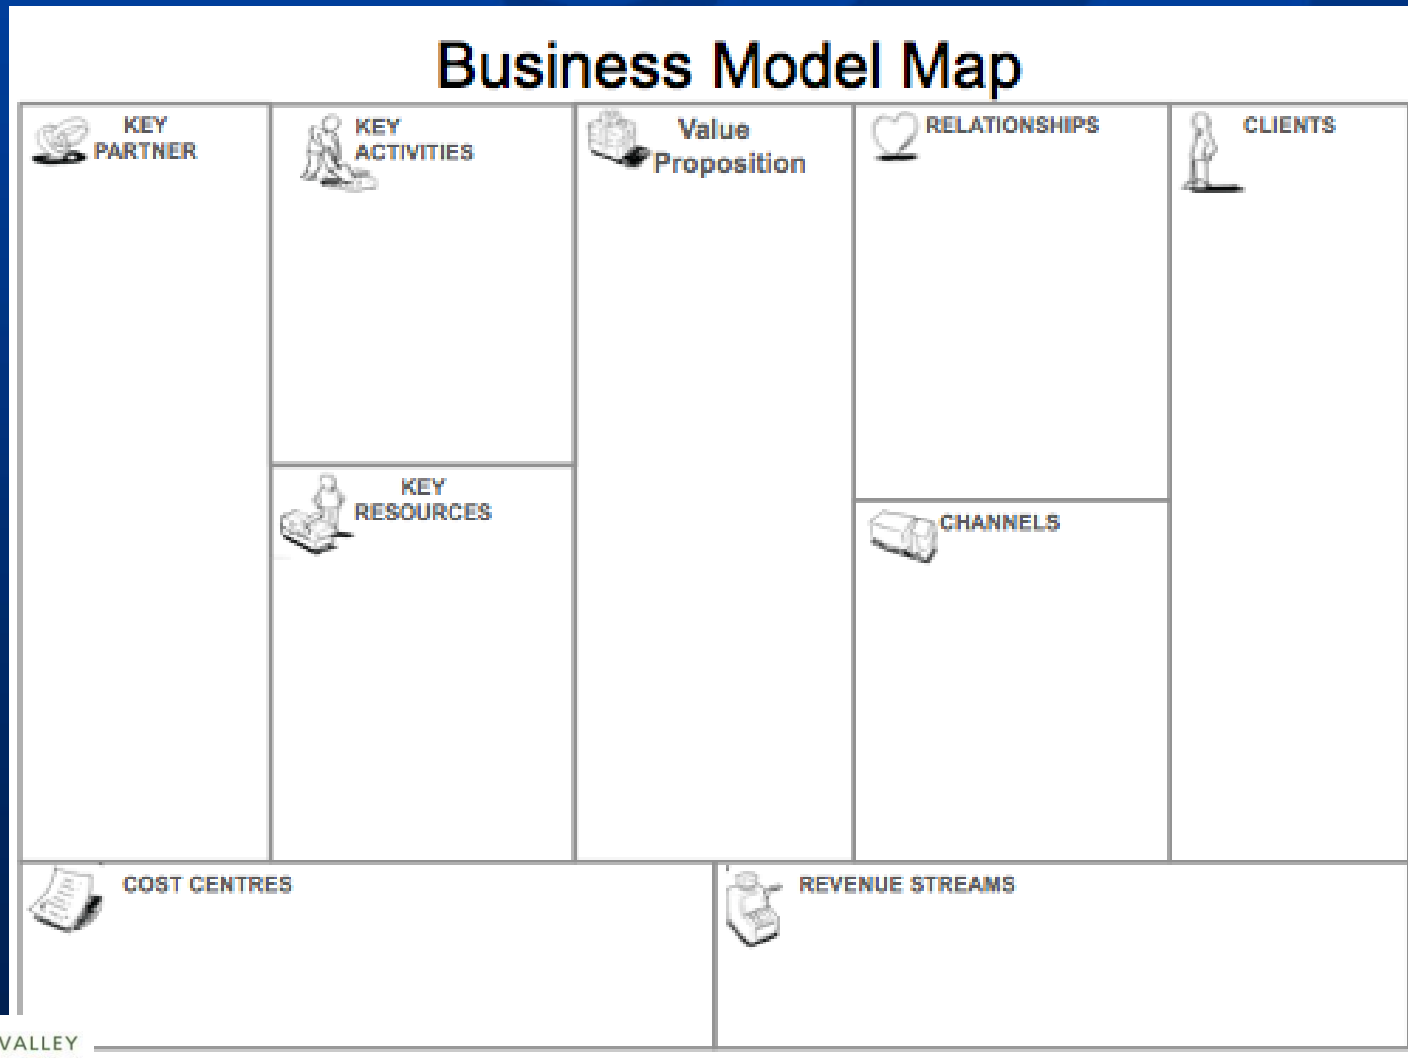 Business Model Map
KEY
PARTNER
KEY
ACTIVITIES
Value
Proposition
RELATIONSHIPS
CLIENTS
KEY
RESOURCES
CHANNELS
COST CENTRES
REVENUE STREAMS
VALLEY